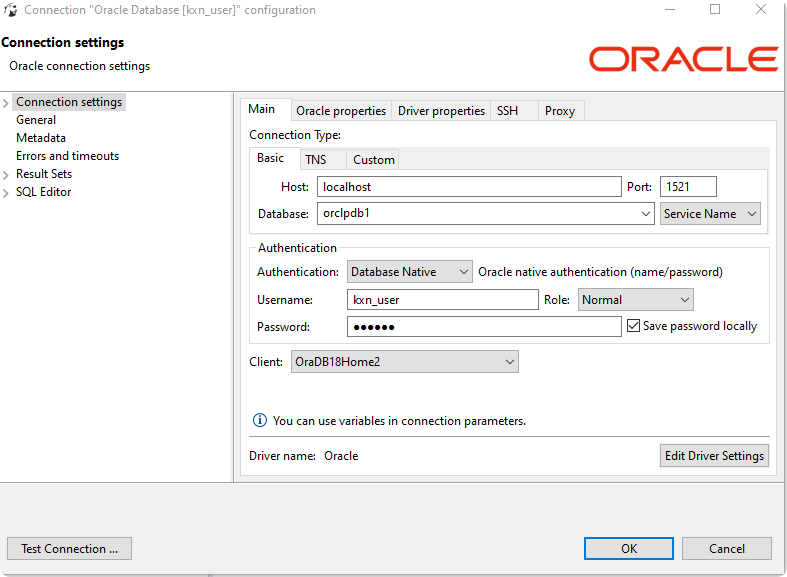 Connection "Oracle Database [kxn_user]" configuration
Connection settings
Oracle connection settings
ORACLE
Connection settings
General
Metadata
Errors and timeouts
Result Sets
SQL Editor
Main Oracle properties Driver properties SSH Proxy
Connection Type:
Basic TNS Custom
Host: localhost Port: 1521
Database: orclpdb1 Service Name
Authentication
Authentication: Database Native Oracle native authentication (name/password)
Username: kxn_user Role: Normal
Password: •••••• Save password locally
Client: OraDB18Home2
You can use variables in connection parameters.
Driver name: Oracle Edit Driver Settings
Test Connection ... OK Cancel